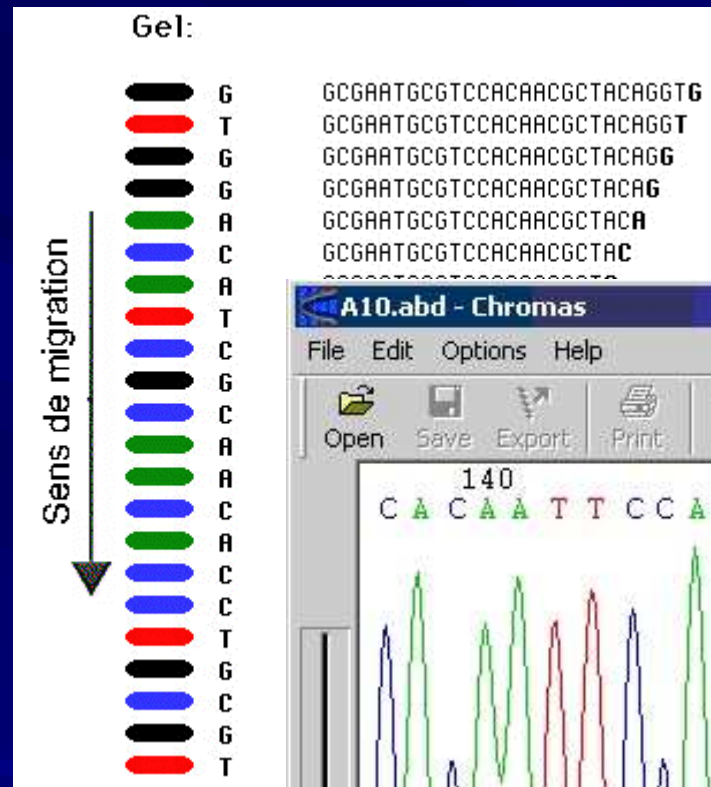 Gel:
G GCGAATGCGTCCACAACGCTACAGGTG
T GCGAATGCGTCCACAACGCTACAGGT
G GCGAATGCGTCCACAACGCTACAGG
G GCGAATGCGTCCACAACGCTACAG
A GCGAATGCGTCCACAACGCTACA
C GCGAATGCGTCCACAACGCTAC
A
T
C
G
C
A
A
C
A
C
C
T
G
C
G
T
Sens de migration
A10.abd - Chromas
File Edit Options Help
Open Save Export Print
140
C A C A A T T C C A